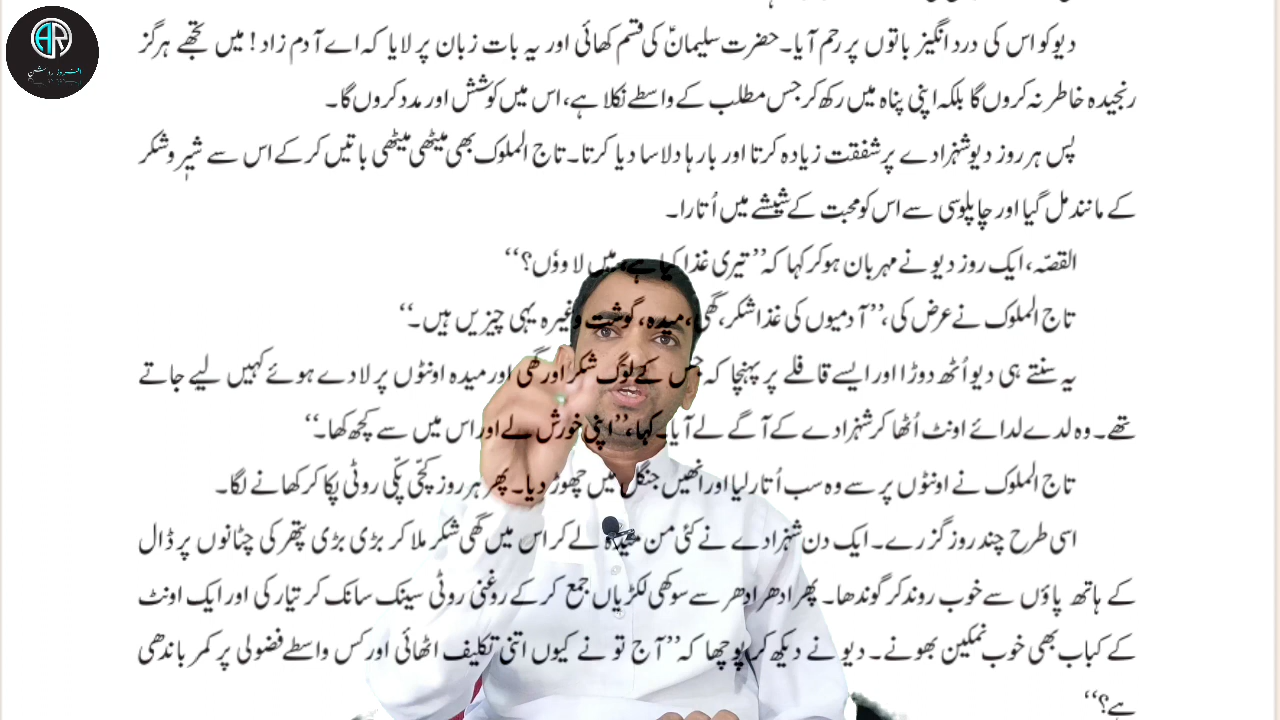 دیو کو اس کی درد انگیز باتوں پر رحم آیا۔ حضرت سلیمانؑ کی قسم کھائی اور یہ بات زبان پر لایا کہ اے آدم زاد! میں تجھے ہرگز
رنجیدہ خاطر نہ کروں گا بلکہ اپنی پناہ میں رکھ کر جس مطلب کے واسطے نکلا ہے، اس میں کوشش اور مدد کروں گا۔
پس ہر روز دیو شہزادے پر شفقت زیادہ کرتا اور بار ہا دلاسا دیا کرتا۔ تاج الملوک بھی میٹھی میٹھی باتیں کر کے اس سے شیر و شکر
کے مانند مل گیا اور چاپلوسی سے اس کو محبت کے شیشے میں اُتارا۔
القصّہ، ایک روز دیو نے مہربان ہو کر کہا کہ ’’تیری غذا کیا ہے، میں لا ووٗں؟‘‘
تاج الملوک نے عرض کی، ’’آدمیوں کی غذا شکر، گھی، میدہ، گوشت وغیرہ یہی چیزیں ہیں۔‘‘
یہ سنتے ہی دیو اُٹھ دوڑا اور ایسے قافلے پر پہنچا کہ جس کے لوگ شکر اور گھی اور میدہ اونٹوں پر لادے ہوئے کہیں لیے جاتے
تھے۔ وہ لدے لدائے اونٹ اُٹھا کر شہزادے کے آگے لے آیا۔ کہا، ’’اپنی خورش لے اور اس میں سے کچھ کھا۔‘‘
تاج الملوک نے اونٹوں پر سے وہ سب اُتار لیا اور انھیں جنگل میں چھوڑ دیا۔ پھر ہر روز کچّی پکّی روٹی پکا کر کھانے لگا۔
اسی طرح چند روز گزرے۔ ایک دن شہزادے نے کئی من میدہ لے کر اس میں گھی شکر ملا کر بڑی بڑی پتھر کی چٹانوں پر ڈال
کے ہاتھ پاؤں سے خوب روند کر گوندھا۔ پھر ادھر ادھر سے سوکھی لکڑیاں جمع کر کے روغنی روٹی سینک سانک کر تیّار کی اور ایک اونٹ
کے کباب بھی خوب نمکین بھونے۔ دیو نے دیکھ کر پوچھا کہ ’’آج تو نے کیوں اتنی تکلیف اٹھائی اور کس واسطے فضولی پر کمر باندھی
ہے؟‘‘